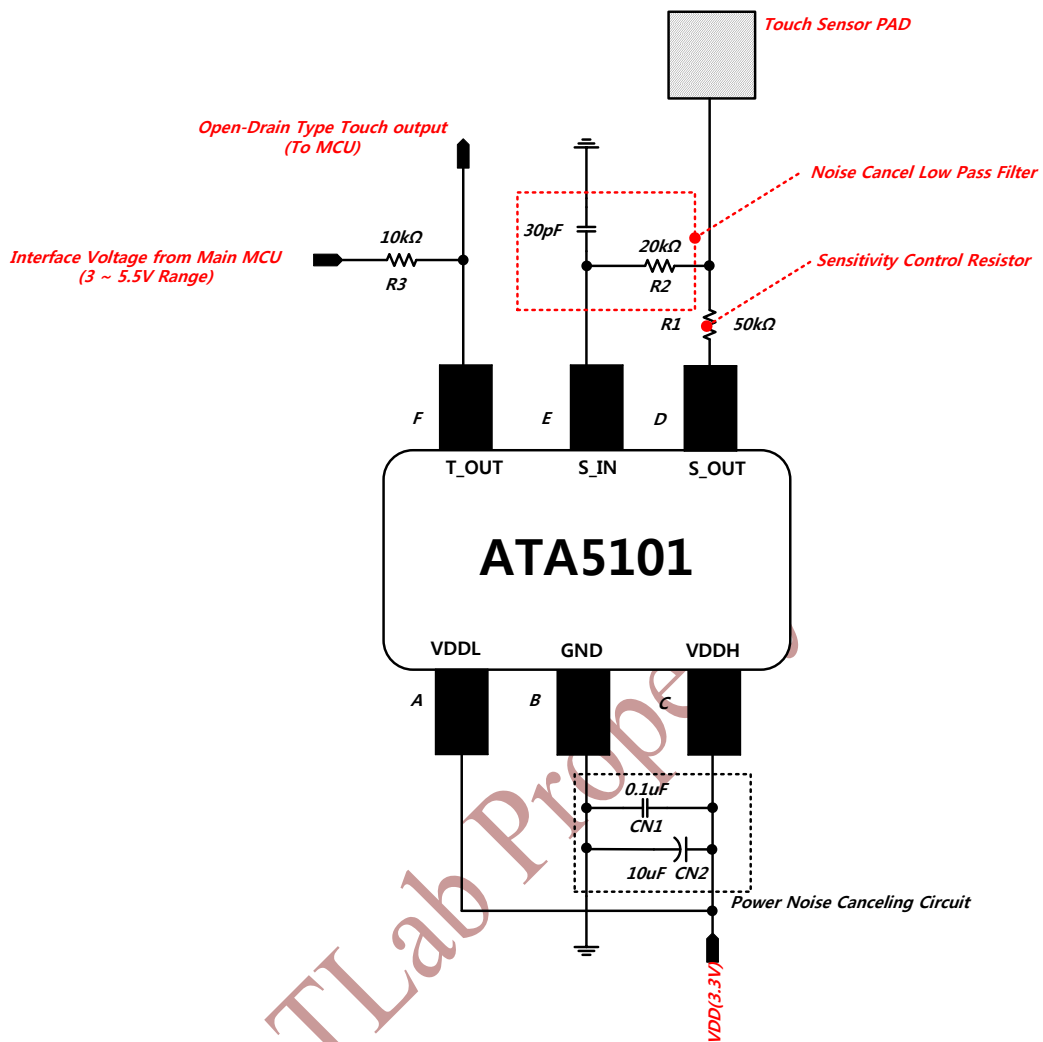 Touch Sensor PAD
Open-Drain Type Touch output
(To MCU)
Noise Cancel Low Pass Filter
30pF
10kΩ
20kΩ
Interface Voltage from Main MCU
(3 ~ 5.5V Range)
Sensitivity Control Resistor
R3
R2
R1
50kΩ
F
E
D
T_OUT
S_IN
S_OUT
ATA5101
VDDL
GND
VDDH
A
B
C
0.1uF
CN1
10uF CN2
Power Noise Canceling Circuit
VDD(3.3V)